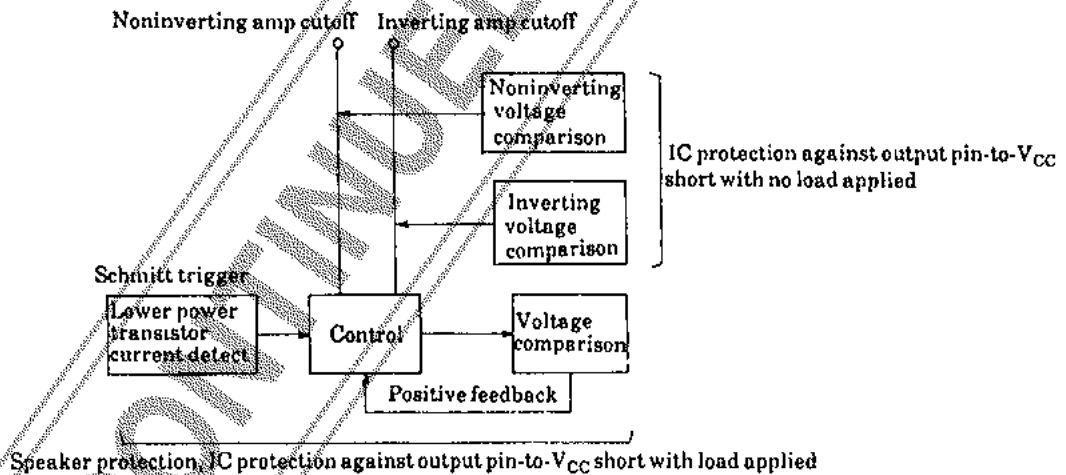 Noninverting amp cutoff Inverting amp cutoff
Noninverting
voltage
comparison
IC protection against output pin-to-VCC
short with no load applied
Inverting
voltage
comparison
Schmitt trigger
Lower power
transistor
current detect
Control
Voltage
comparison
Positive feedback
Speaker protection, IC protection against output pin-to-VCC short with load applied